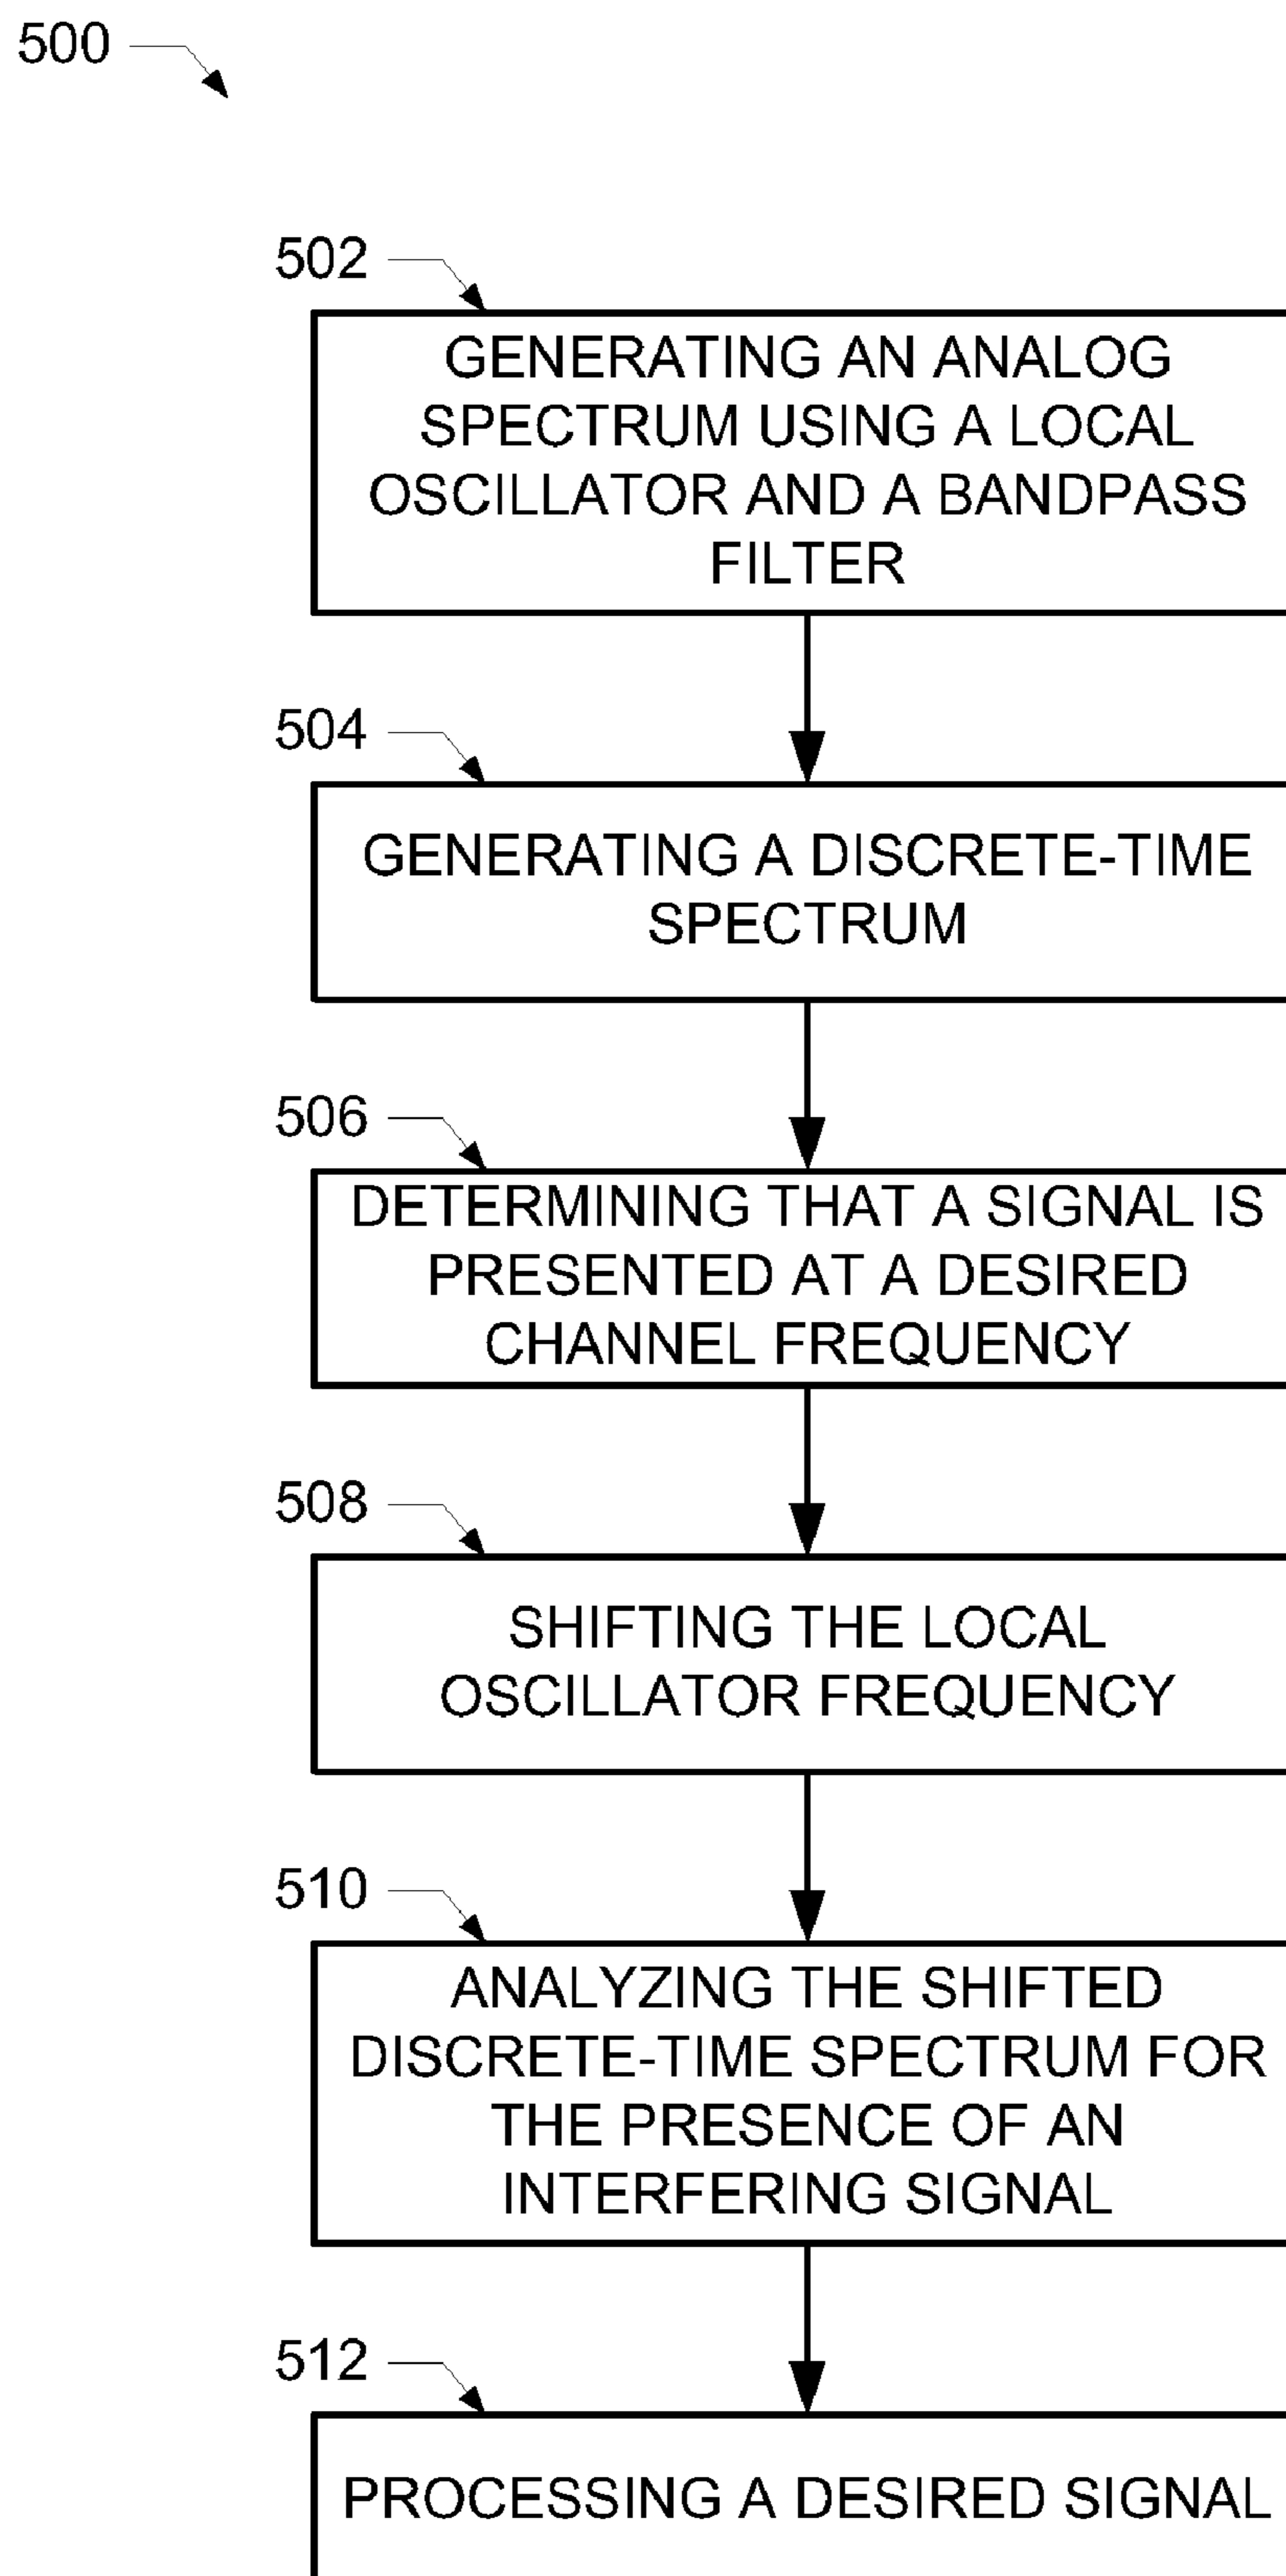 500
502
GENERATING AN ANALOG
SPECTRUM USING A LOCAL
OSCILLATOR AND A BANDPASS
FILTER
504
GENERATING A DISCRETE-TIME
SPECTRUM
506
DETERMINING THAT A SIGNAL IS
PRESENTED AT A DESIRED
CHANNEL FREQUENCY
508
SHIFTING THE LOCAL
OSCILLATOR FREQUENCY
510
ANALYZING THE SHIFTED
DISCRETE-TIME SPECTRUM FOR
THE PRESENCE OF AN
INTERFERING SIGNAL
512
PROCESSING A DESIRED SIGNAL